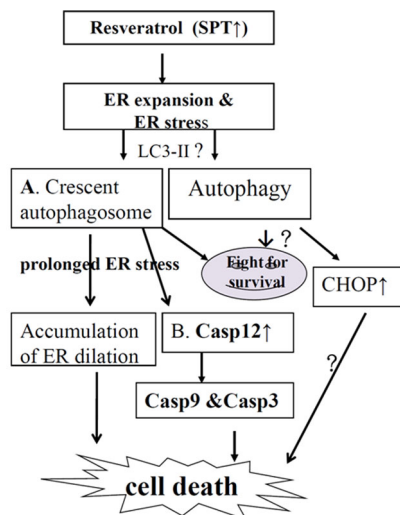 Resveratrol (SPT↑)
ER expansion &
ER stress
LC3-II ?
A. Crescent
autophagosome
Autophagy
?
prolonged ER stress
Fight for
survival
CHOP↑
Accumulation
of ER dilation
B. Casp12↑
?
Casp9 &Casp3
cell death